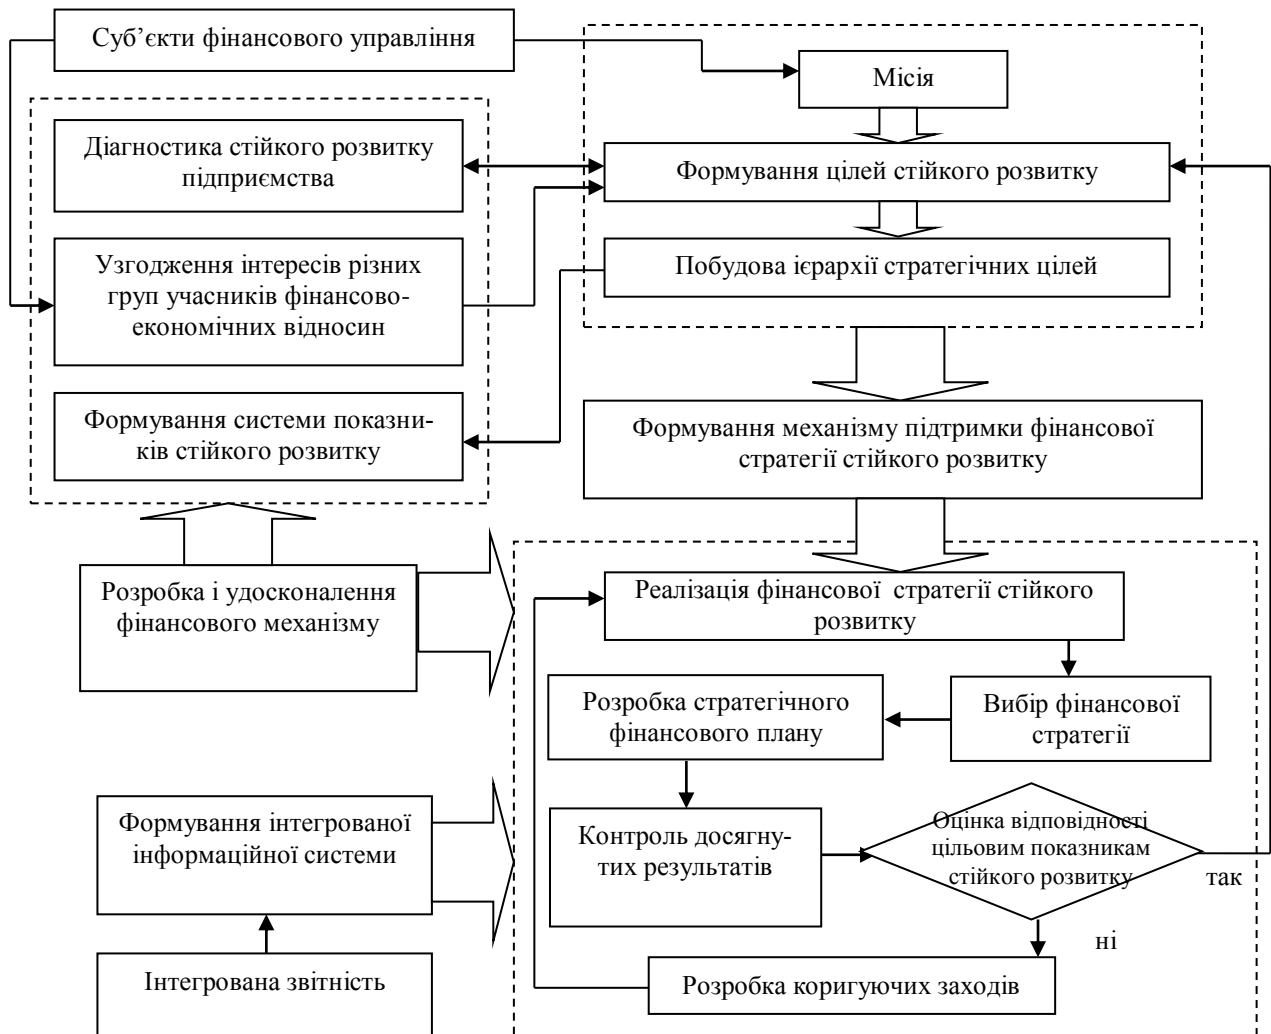 Суб’єкти фінансового управління
Місія
Діагностика стійкого розвитку
підприємства
Формування цілей стійкого розвитку
Узгодження інтересів різних
груп учасників фінансово-
економічних відносин
Побудова ієрархії стратегічних цілей
Формування системи показни-
ків стійкого розвитку
Формування механізму підтримки фінансової
стратегії стійкого розвитку
Розробка і удосконалення
фінансового механізму
Реалізація фінансової стратегії стійкого
розвитку
Розробка стратегічного
фінансового плану
Вибір фінансової
стратегії
Формування інтегрованої
інформаційної системи
Контроль досягну-
тих результатів
Оцінка відповідності
цільовим показникам
стійкого розвитку
так
ні
Інтегрована звітність
Розробка коригуючих заходів